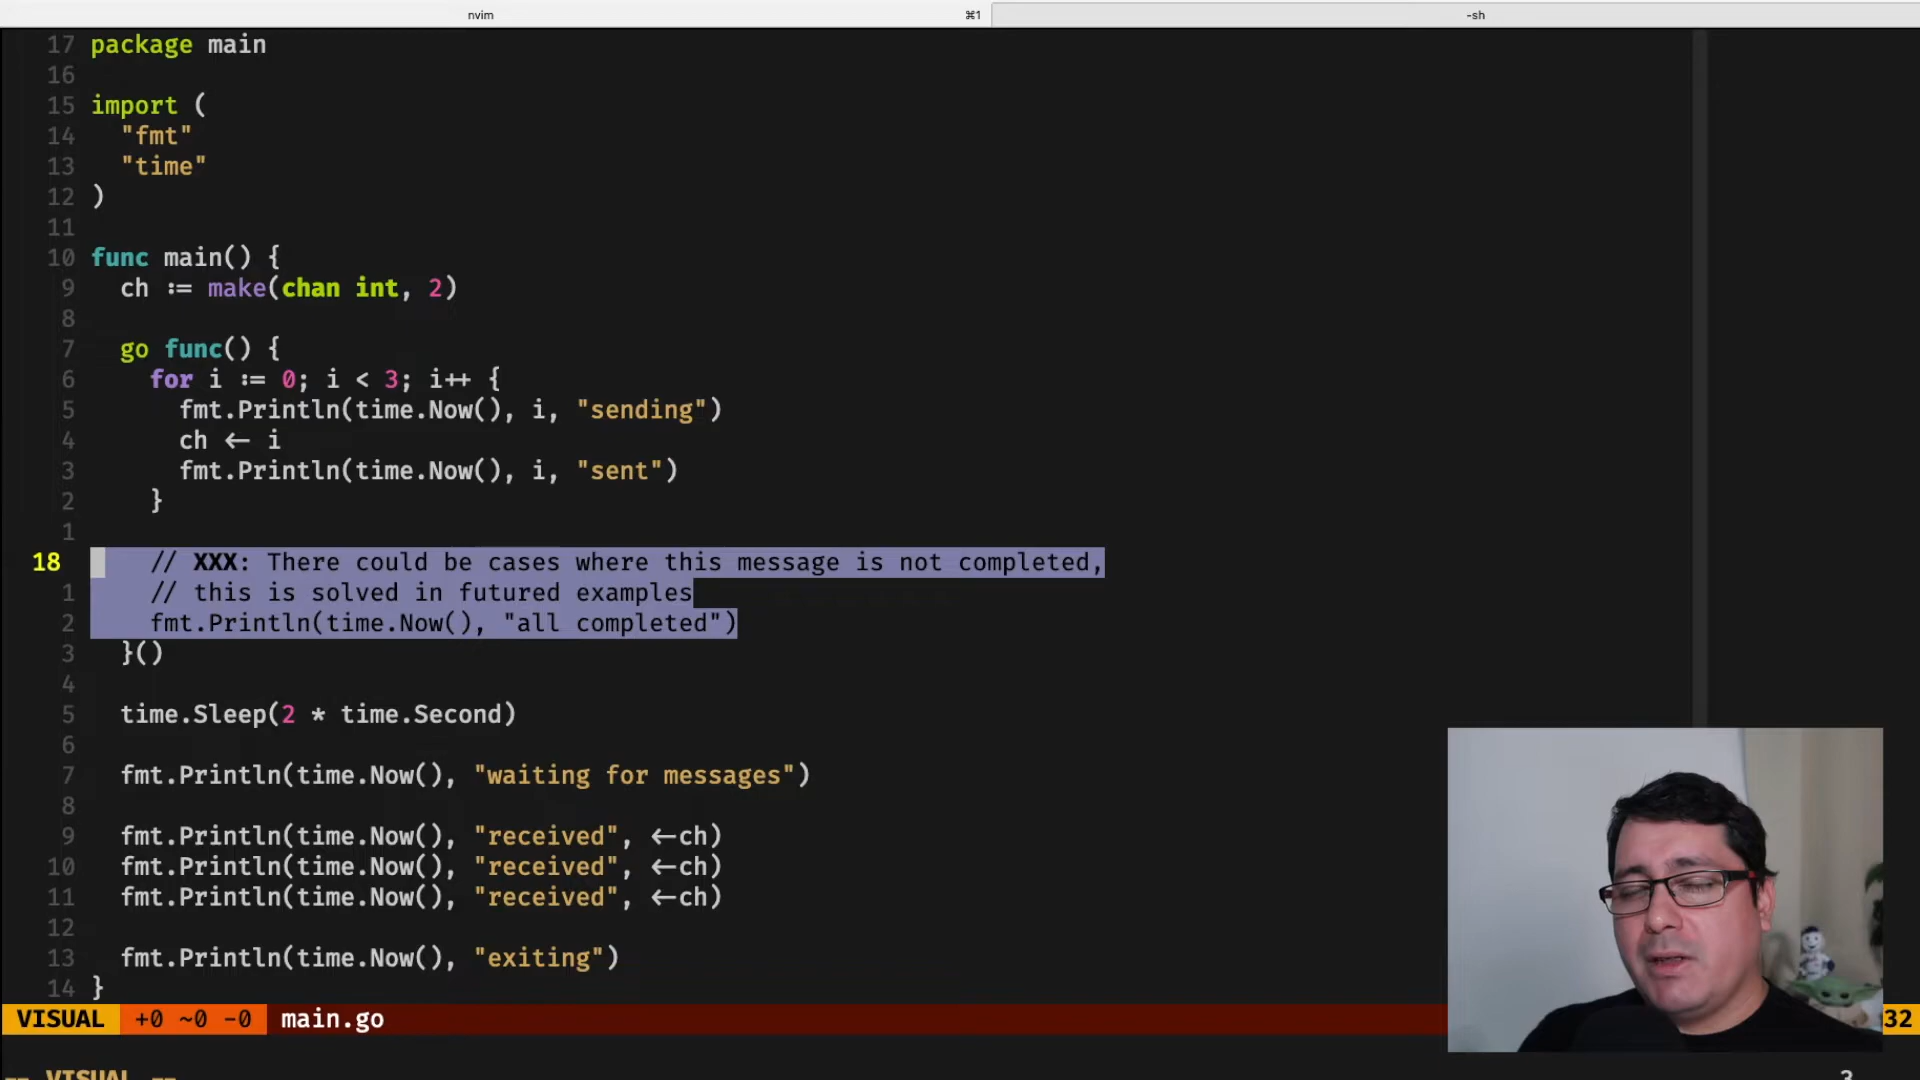 nvim ⌘1 -sh
17 package main
16
15 import (
14 "fmt"
13 "time"
12 )
11
10 func main() {
9 ch := make(chan int, 2)
8
7 go func() {
6 for i := 0; i < 3; i++ {
5 fmt.Println(time.Now(), i, "sending")
4 ch <- i
3 fmt.Println(time.Now(), i, "sent")
2 }
1
18 // XXX: There could be cases where this message is not completed,
1 // this is solved in futured examples
2 fmt.Println(time.Now(), "all completed")
3 }()
4
5 time.Sleep(2 * time.Second)
6
7 fmt.Println(time.Now(), "waiting for messages")
8
9 fmt.Println(time.Now(), "received", <-ch)
10 fmt.Println(time.Now(), "received", <-ch)
11 fmt.Println(time.Now(), "received", <-ch)
12
13 fmt.Println(time.Now(), "exiting")
14 }
VISUAL +0 ~0 -0 main.go 32
-- VISUAL -- 3